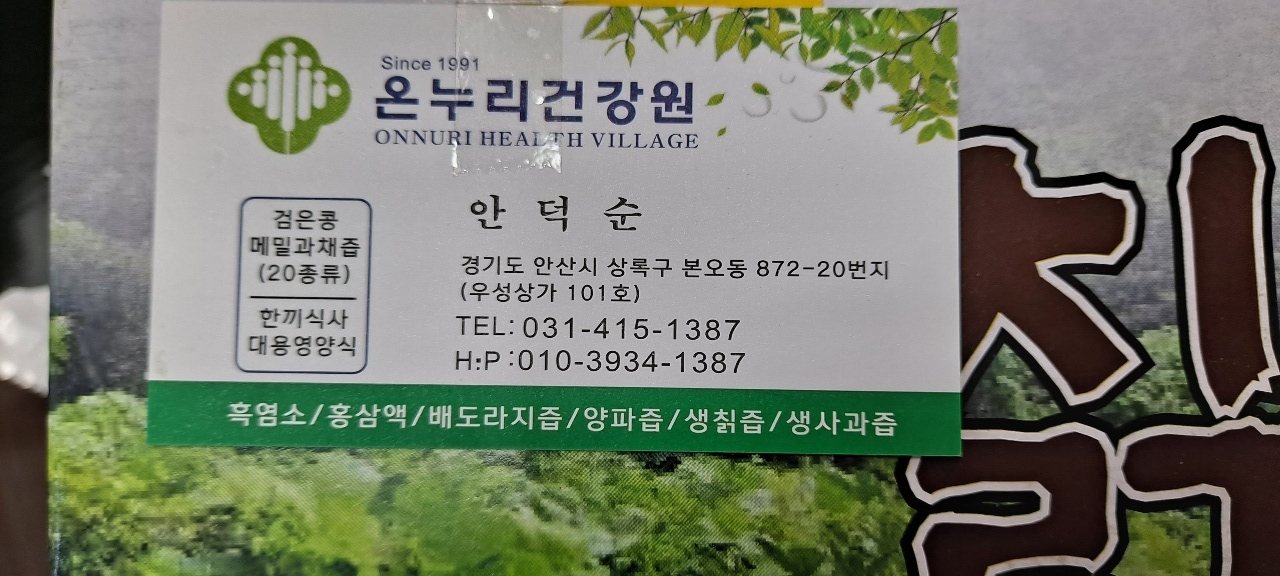 Since 1991
온누리건강원
ONNURI HEALTH VILLAGE
안 덕 순
검은콩
메밀과채즙
(20종류)
한끼식사
대용영양식
경기도 안산시 상록구 본오동 872-20번지
(우성상가 101호)
TEL: 031-415-1387
H:P :010-3934-1387
흑염소/홍삼액/배도라지즙/양파즙/생칡즙/생사과즙